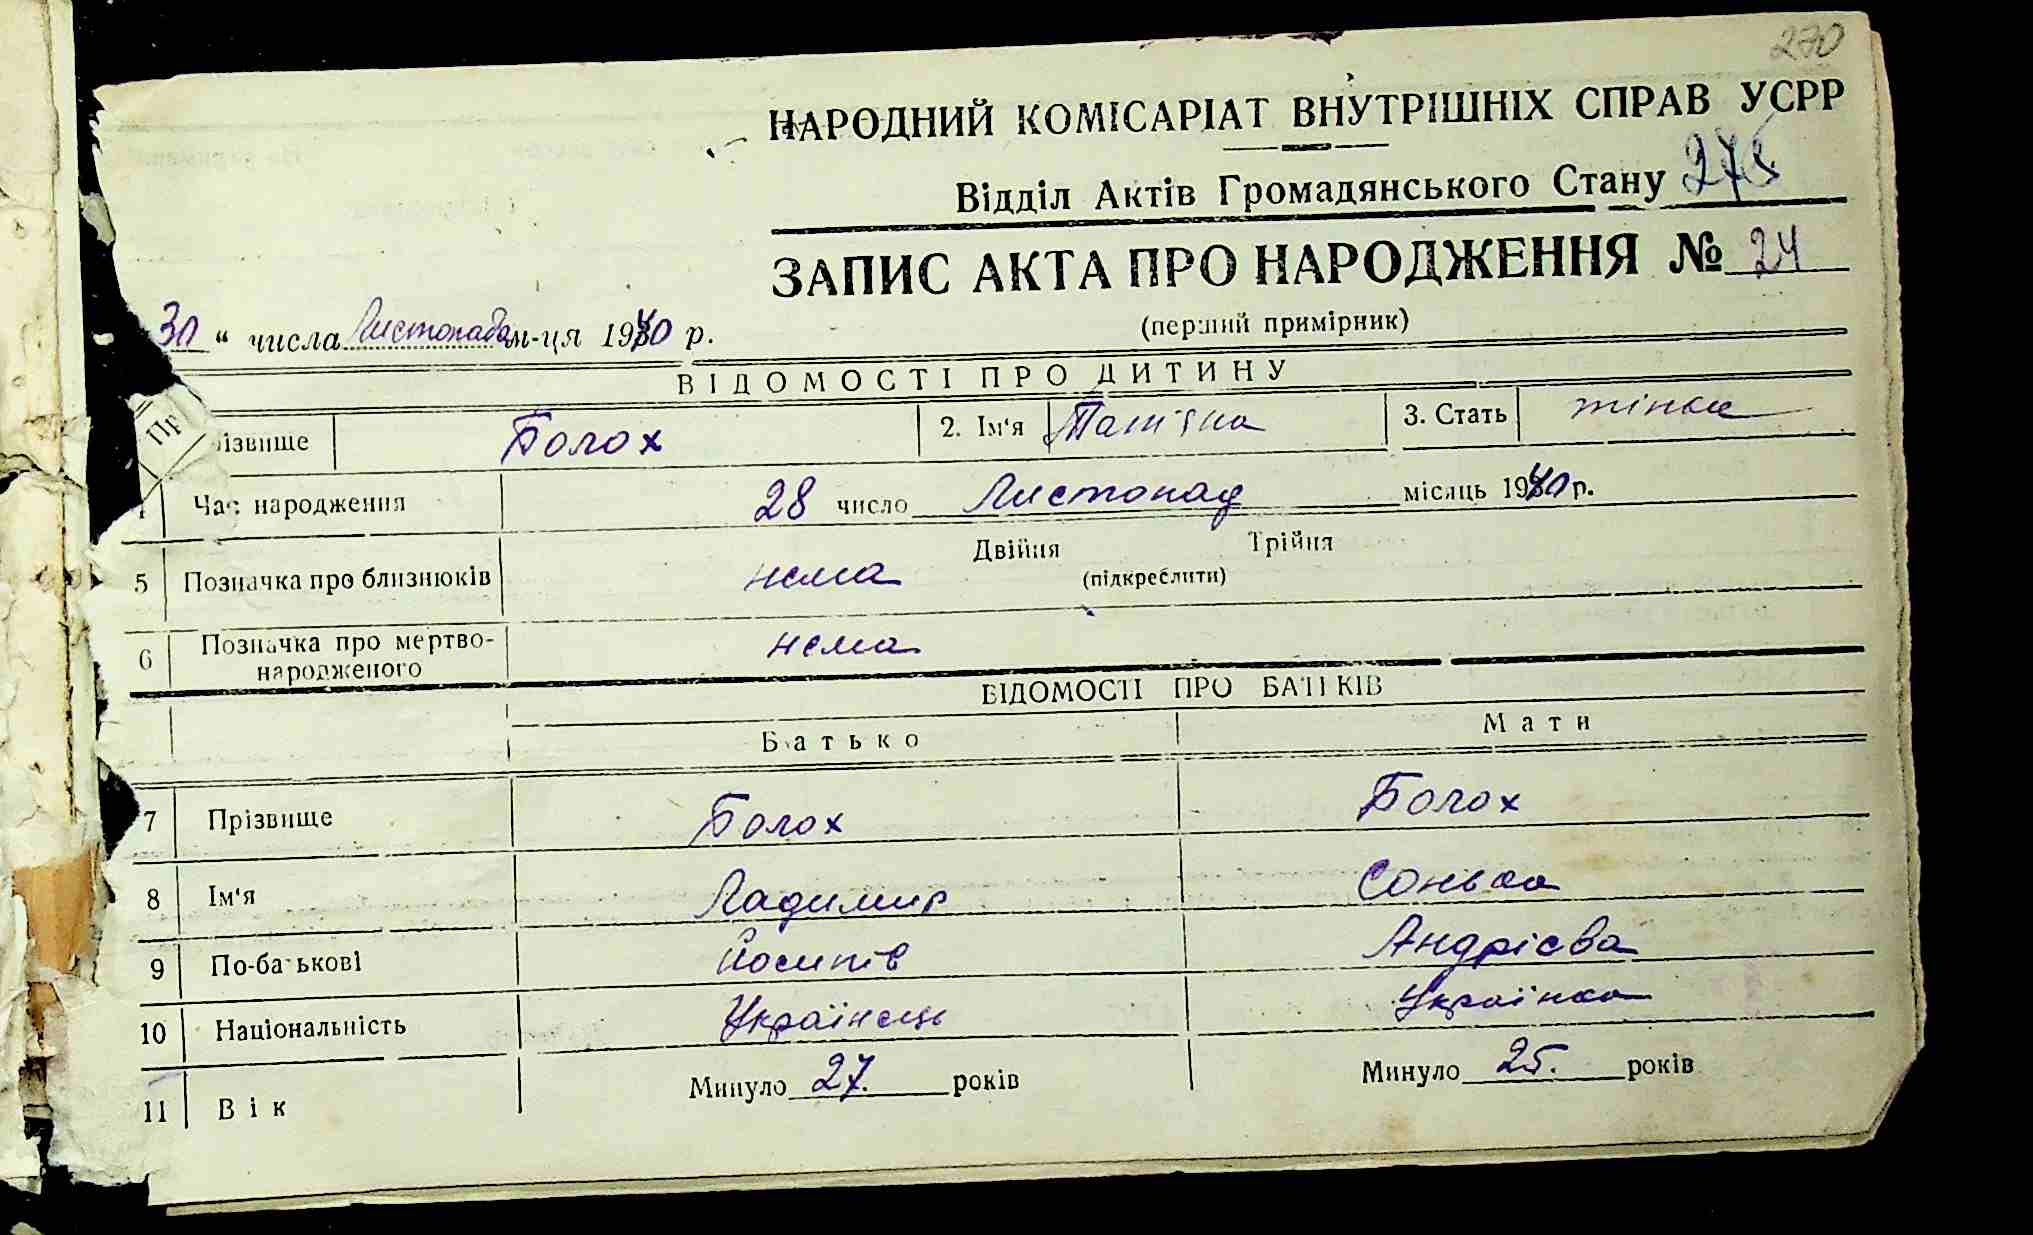 270
НАРОДНИЙ КОМІСАРІАТ ВНУТРІШНІХ СПРАВ УСРР
Відділ Актів Громадянського Стану
ЗАПИС АКТА ПРО НАРОДЖЕННЯ № 24
(перший примірник)
30 “ числа Листопада м-ця 1940 р.
ВІДОМОСТІ ПРО ДИТИНУ
ізвище Болох 2. Ім'я Татяна 3. Стать жінка
Час народження 28 число Листопад місяць 1940 р.
5 Позначка про близнюків нема Двійня Трійня
(підкреслити)
6 Позначка про мертво-
народженого нема
ВІДОМОСТІ ПРО БАТЬКІВ
Батько Мати
7 Прізвище Болох Болох
8 Ім'я Ладимир Сонька
9 По-батькові Йосипів Андрієва
10 Національність Українець Українка
11 Вік Минуло 27. років Минуло 25. років